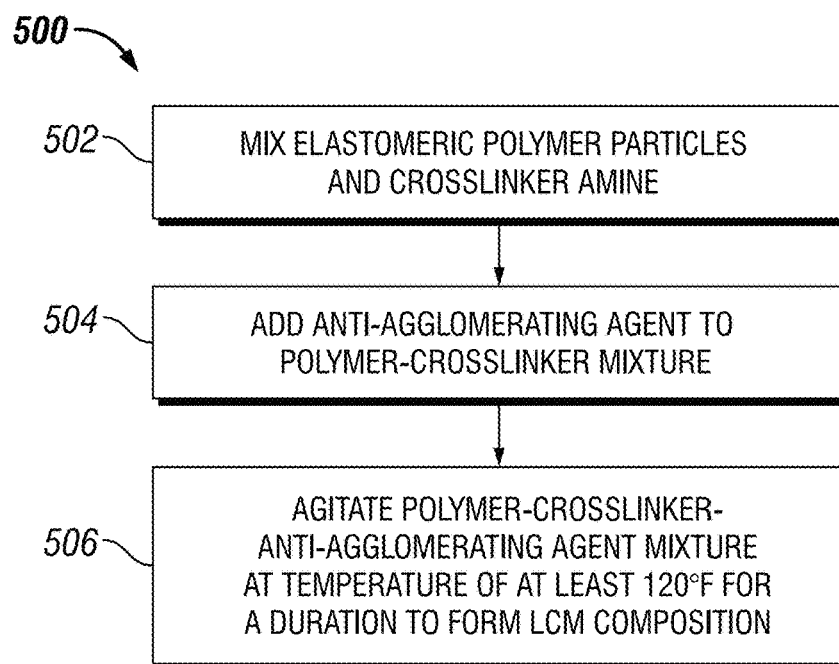 500
502
MIX ELASTOMERIC POLYMER PARTICLES
AND CROSSLINKER AMINE
504
ADD ANTI-AGGLOMERATING AGENT TO
POLYMER-CROSSLINKER MIXTURE
506
AGITATE POLYMER-CROSSLINKER-
ANTI-AGGLOMERATING AGENT MIXTURE
AT TEMPERATURE OF AT LEAST 120°F FOR
A DURATION TO FORM LCM COMPOSITION